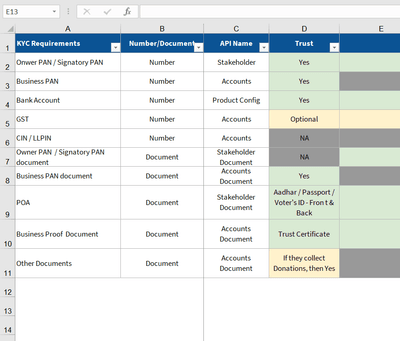 E13
fx
A B C D E
1 KYC Requirements Number/Document API Name Trust
2 Onwer PAN / Signatory PAN Number Stakeholder Yes
3 Business PAN Number Accounts Yes
4 Bank Account Number Product Config Yes
5 GST Number Accounts Optional
6 CIN / LLPIN Number Accounts NA
7 Owner PAN / Signatory PAN
document
Document
Stakeholder
Document
NA
8 Business PAN document Document
Accounts
Document
Yes
9 POA Document
Stakeholder
Document
Aadhar / Passport /
Voter's ID - Fron t &
Back
10 Business Proof Document Document
Accounts
Document
Trust Certificate
11 Other Documents Document
Accounts
Document
If they collect
Donations, then Yes
12
13
14